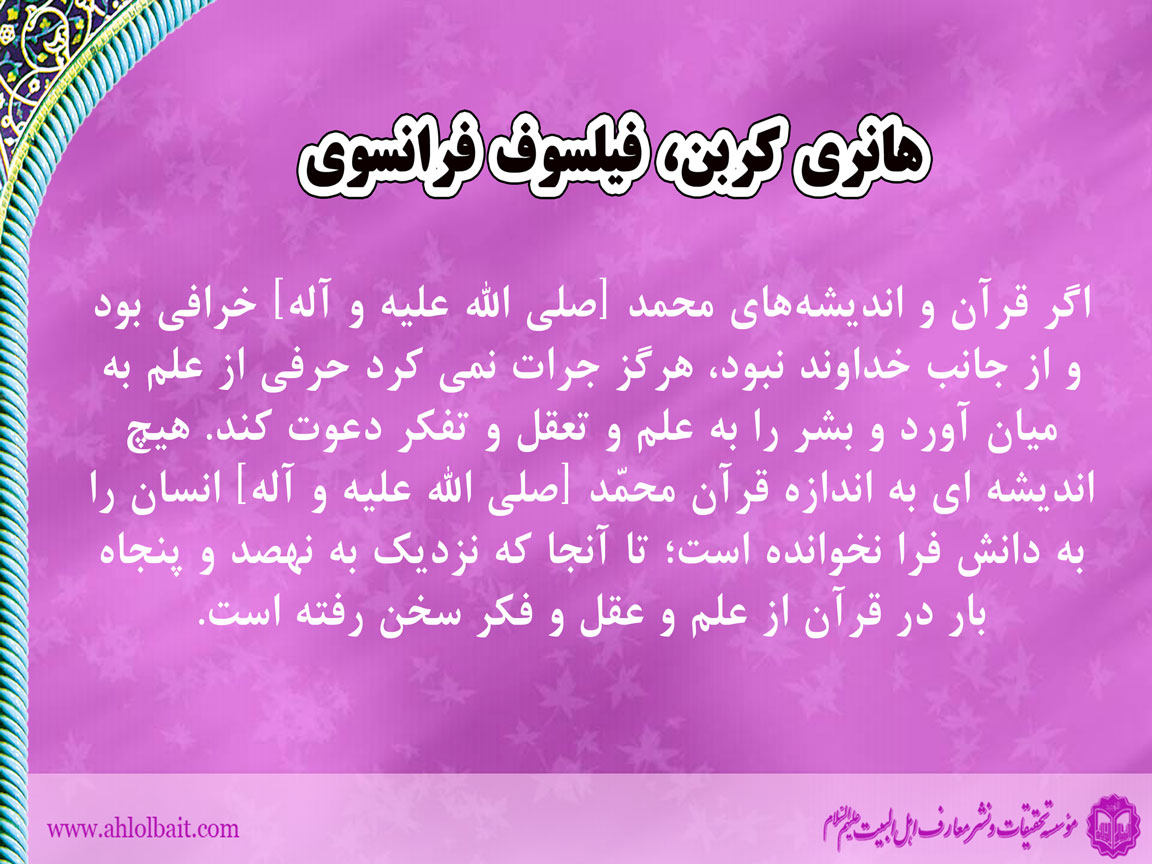 هانری کربن، فیلسوف فرانسوی
اگر قرآن و اندیشه‌های محمد [صلی الله علیه و آله] خرافی بود
و از جانب خداوند نبود، هرگز جرات نمی کرد حرفی از علم به
میان آورد و بشر را به علم و تعقل و تفکر دعوت کند. هیچ
اندیشه ای به اندازه قرآن محمّد [صلی الله علیه و آله] انسان را
به دانش فرا نخوانده است؛ تا آنجا که نزدیک به نهصد و پنجاه
بار در قرآن از علم و عقل و فکر سخن رفته است.
مؤسسه تحقیقات و نشر معارف اهل البیت علیهم السلام
www.ahlolbait.com